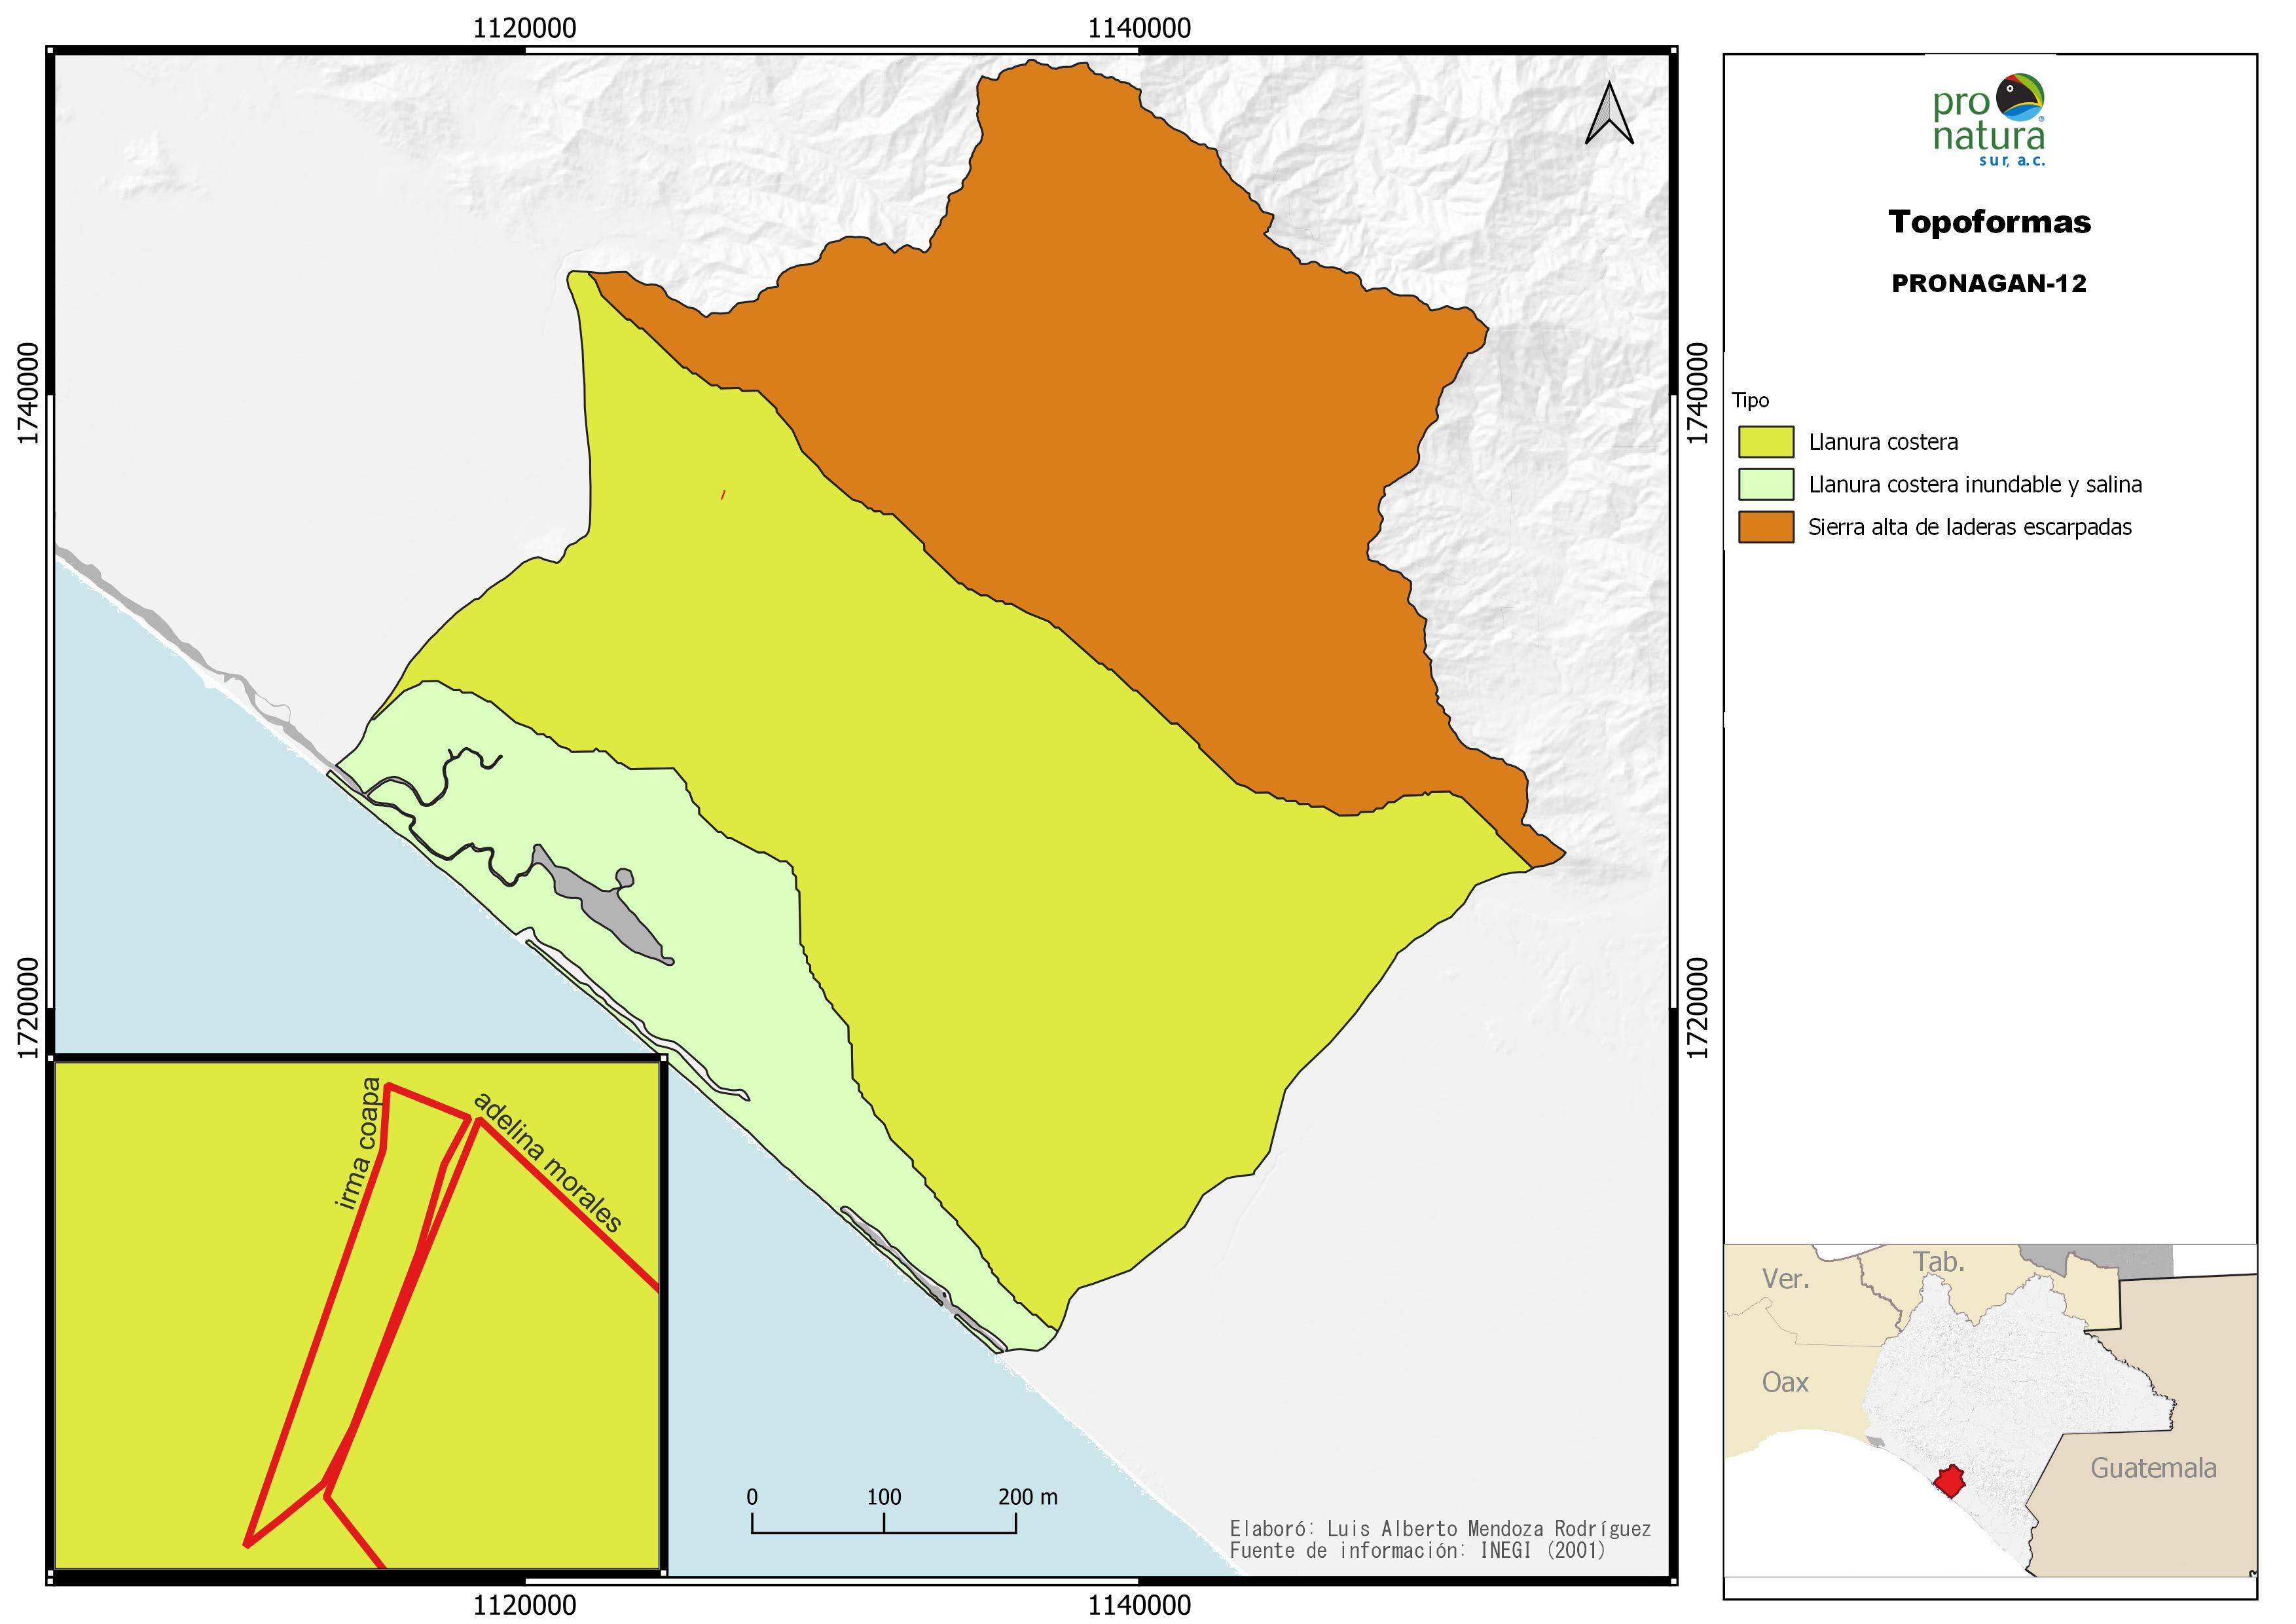 1120000
1140000
1740000
1740000
1720000
1720000
irma coapa
adelina morales
0
100
200 m
Elaboró: Luis Alberto Mendoza Rodríguez
Fuente de información: INEGI (2001)
1120000
1140000
pro
natura
sur, a.c.
Topoformas
PRONAGAN-12
Tipo
Llanura costera
Llanura costera inundable y salina
Sierra alta de laderas escarpadas
Ver.
Tab.
Oax
Guatemala